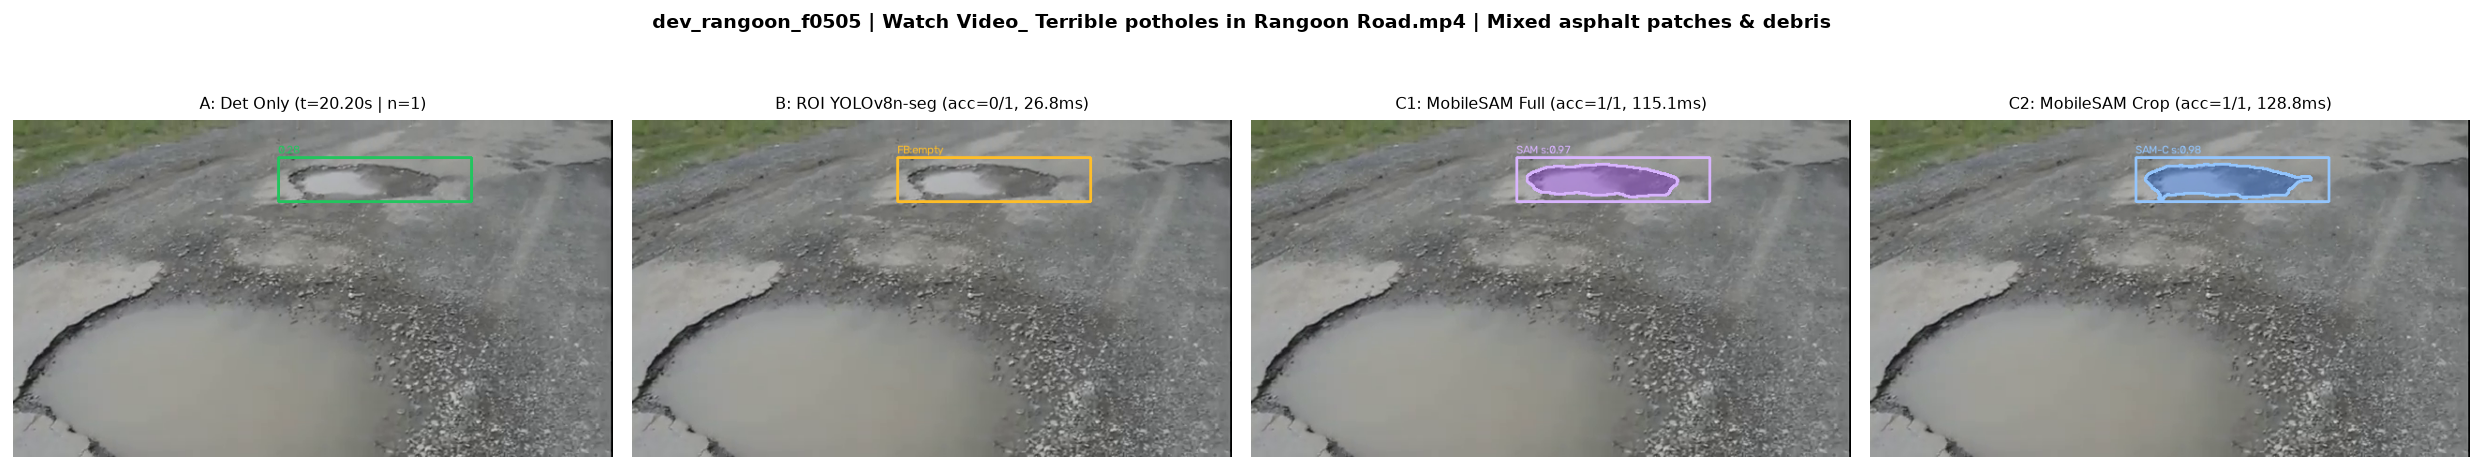 dev_rangoon_f0505 | Watch Video_ Terrible potholes in Rangoon Road.mp4 | Mixed asphalt patches & debris
A: Det Only (t=20.20s | n=1)
B: ROI YOLOv8n-seg (acc=0/1, 26.8ms)
C1: MobileSAM Full (acc=1/1, 115.1ms)
C2: MobileSAM Crop (acc=1/1, 128.8ms)
FB:empty
SAM s:0.97
SAM-C s:0.98